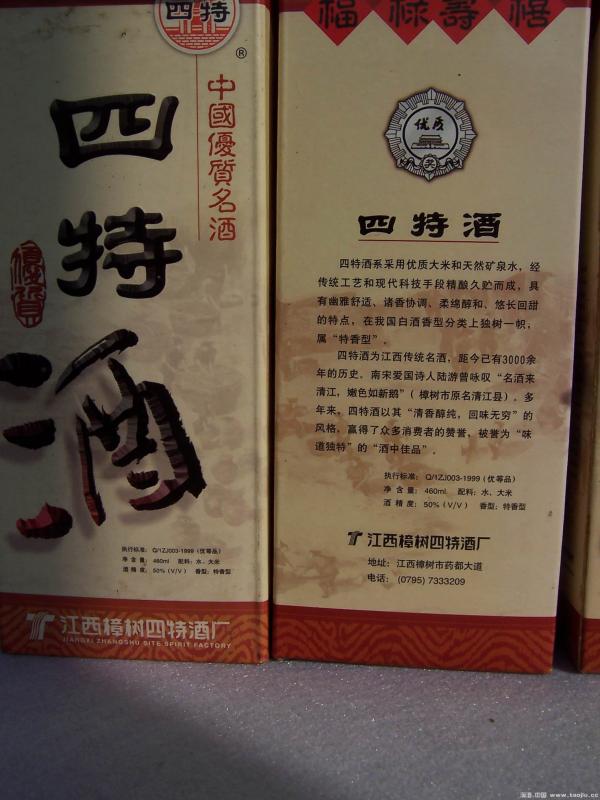 四特
®
中國優質名酒
四特酒
優質
执行标准: Q/1ZJ003-1999 (优等品)
净 含 量: 460ml 配料: 水、大米
酒 精 度: 50% (V/V) 香型: 特香型
江西樟树四特酒厂
JIANGXI ZHANGSHU SITE SPIRIT FACTORY
福 禄 壽 禧
优质
奖
四特酒
四特酒系采用优质大米和天然矿泉水，经
传统工艺和现代科技手段精酿久贮而成，具
有幽雅舒适、诸香协调、柔绵醇和、悠长回甜
的特点，在我国白酒香型分类上独树一帜，
属“特香型”。
四特酒为江西传统名酒，距今已有3000余
年的历史。南宋爱国诗人陆游曾咏叹“名酒来
清江，嫩色如新鹅”( 樟树市原名清江县)。多
年来，四特酒以其“清香醇纯，回味无穷”的
风格，赢得了众多消费者的赞誉，被誉为“味
道独特”的“酒中佳品”。
执行标准: Q/1ZJ003-1999 (优等品)
净 含 量: 460ml 配料: 水、大米
酒 精 度: 50% (V/V) 香型: 特香型
江西樟树四特酒厂
地址: 江西樟树市药都大道
电话: (0795) 7333209
淘酒.中国 www.taojiu.cc